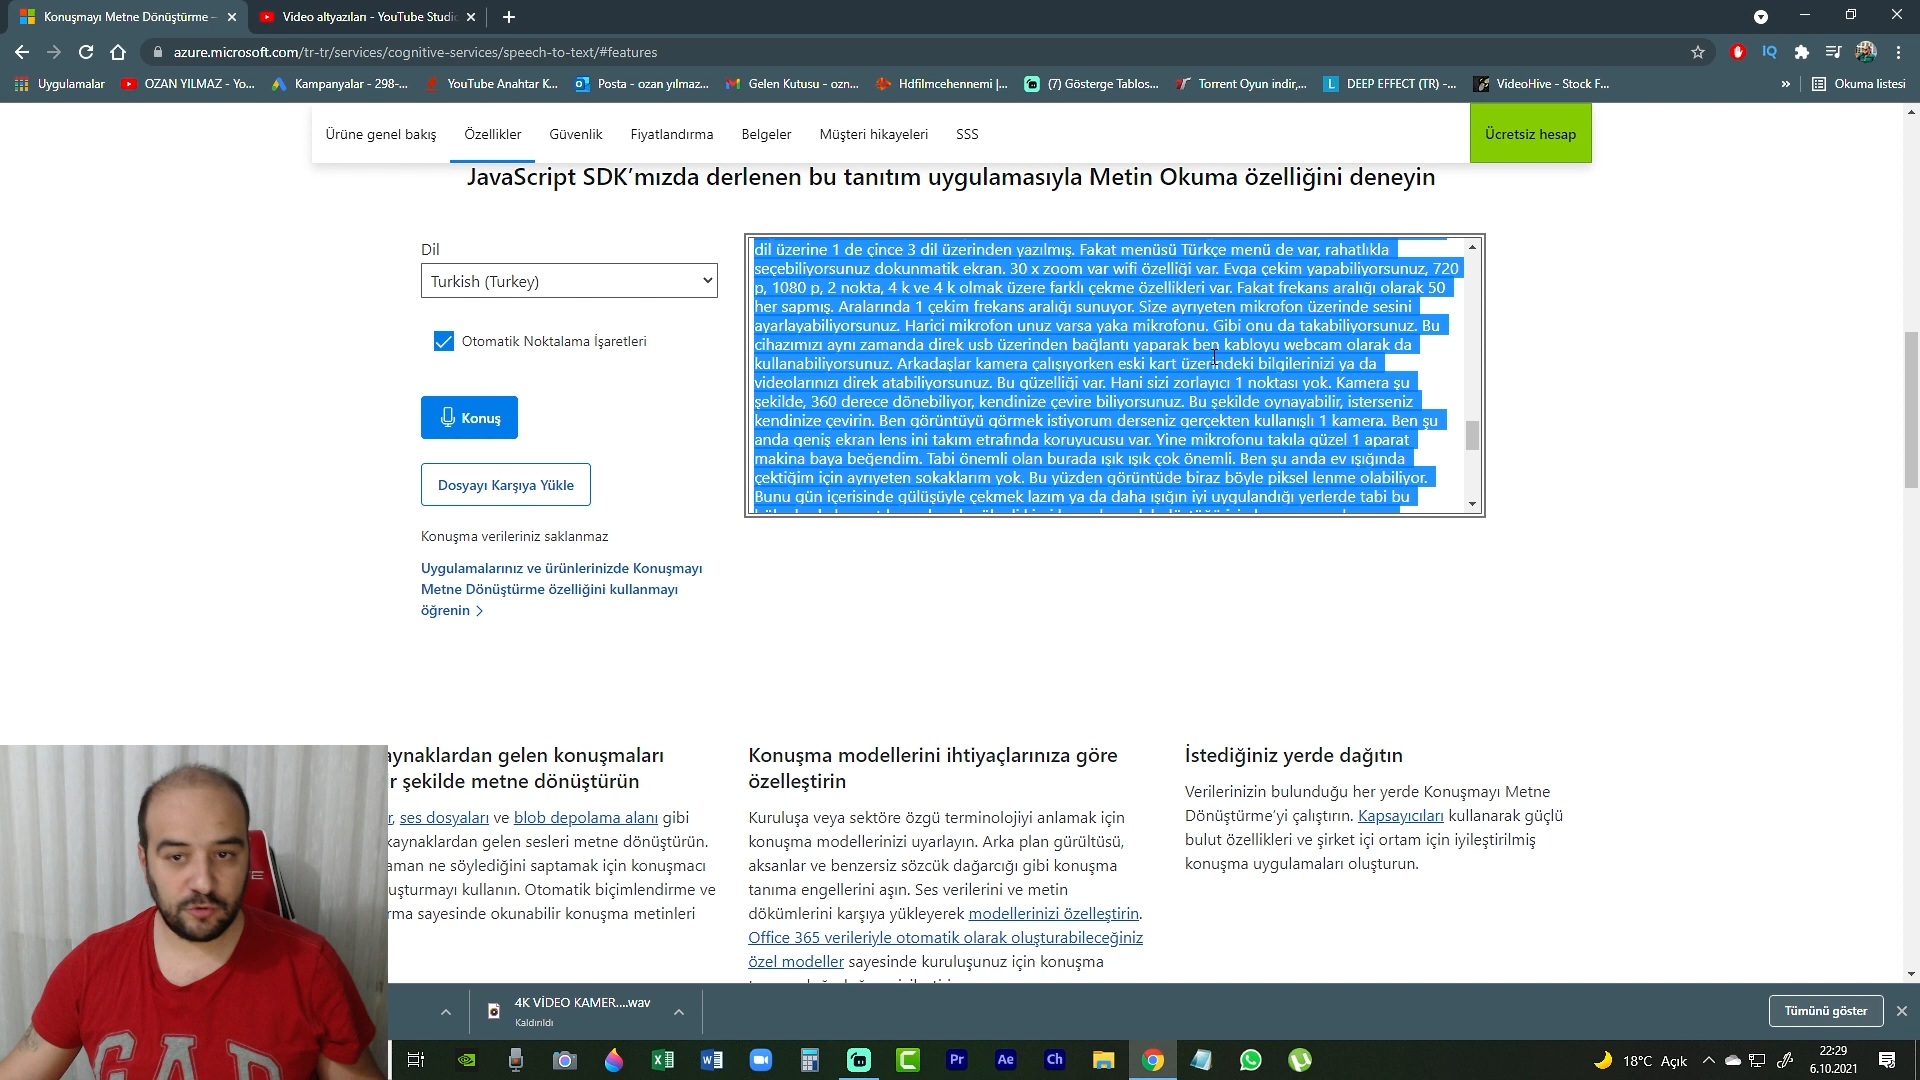 Konuşmayı Metne Dönüştürme –
Video altyazıları - YouTube Studio
azure.microsoft.com/tr-tr/services/cognitive-services/speech-to-text/#features
Uygulamalar
OZAN YILMAZ - Yo...
Kampanyalar - 298-...
YouTube Anahtar K...
Posta - ozan yılmaz...
Gelen Kutusu - ozn...
Hdfilmcehennemi |...
(7) Gösterge Tablos...
Torrent Oyun indir,...
DEEP EFFECT (TR) -...
VideoHive - Stock F...
»
Okuma listesi
Ürüne genel bakış
Özellikler
Güvenlik
Fiyatlandırma
Belgeler
Müşteri hikayeleri
SSS
Ücretsiz hesap
JavaScript SDK’mızda derlenen bu tanıtım uygulamasıyla Metin Okuma özelliğini deneyin
Dil
Turkish (Turkey)
Otomatik Noktalama İşaretleri
Konuş
Dosyayı Karşıya Yükle
Konuşma verileriniz saklanmaz
Uygulamalarınız ve ürünlerinizde Konuşmayı
Metne Dönüştürme özelliğini kullanmayı
öğrenin >
dil üzerine 1 de çince 3 dil üzerinden yazılmış. Fakat menüsü Türkçe menü de var, rahatlıkla
seçebiliyorsunuz dokunmatik ekran. 30 x zoom var wifi özelliği var. Evga çekim yapabiliyorsunuz, 720
p, 1080 p, 2 nokta, 4 k ve 4 k olmak üzere farklı çekme özellikleri var. Fakat frekans aralığı olarak 50
her sapmış. Aralarında 1 çekim frekans aralığı sunuyor. Size ayrıyeten mikrofon üzerinde sesini
ayarlayabiliyorsunuz. Harici mikrofon unuz varsa yaka mikrofonu. Gibi onu da takabiliyorsunuz. Bu
cihazımızı aynı zamanda direk usb üzerinden bağlantı yaparak ben kabloyu webcam olarak da
kullanabiliyorsunuz. Arkadaşlar kamera çalışıyorken eski kart üzerindeki bilgilerinizi ya da
videolarınızı direk atabiliyorsunuz. Bu güzelliği var. Hani sizi zorlayıcı 1 noktası yok. Kamera şu
şekilde, 360 derece dönebiliyor, kendinize çevire biliyorsunuz. Bu şekilde oynayabilir, isterseniz
kendinize çevirin. Ben görüntüyü görmek istiyorum derseniz gerçekten kullanışlı 1 kamera. Ben şu
anda geniş ekran lens ini takım etrafında koruyucusu var. Yine mikrofonu takıla güzel 1 aparat
makina baya beğendim. Tabi önemli olan burada ışık ışık çok önemli. Ben şu anda ev ışığında
çektiğim için ayrıyeten sokaklarım yok. Bu yüzden görüntüde biraz böyle piksel lenme olabiliyor.
Bunu gün içerisinde gülüşüyle çekmek lazım ya da daha ışığın iyi uygulandığı yerlerde tabi bu
aynaklardan gelen konuşmaları
r şekilde metne dönüştürün
r, ses dosyaları ve blob depolama alanı gibi
kaynaklardan gelen sesleri metne dönüştürün.
aman ne söylediğini saptamak için konuşmacı
uşturmayı kullanın. Otomatik biçimlendirme ve
rma sayesinde okunabilir konuşma metinleri
Konuşma modellerini ihtiyaçlarınıza göre
özelleştirin
Kuruluşa veya sektöre özgü terminolojiyi anlamak için
konuşma modellerinizi uyarlayın. Arka plan gürültüsü,
aksanlar ve benzersiz sözcük dağarcığı gibi konuşma
tanıma engellerini aşın. Ses verilerini ve metin
dökümlerini karşıya yükleyerek modellerinizi özelleştirin.
Office 365 verileriyle otomatik olarak oluşturabileceğiniz
özel modeller sayesinde kuruluşunuz için konuşma
İstediğiniz yerde dağıtın
Verilerinizin bulunduğu her yerde Konuşmayı Metne
Dönüştürme’yi çalıştırın. Kapsayıcıları kullanarak güçlü
bulut özellikleri ve şirket içi ortam için iyileştirilmiş
konuşma uygulamaları oluşturun.
4K VİDEO KAMER....wav
Kaldırıldı
Tümünü göster
18°C Açık
22:29
6.10.2021